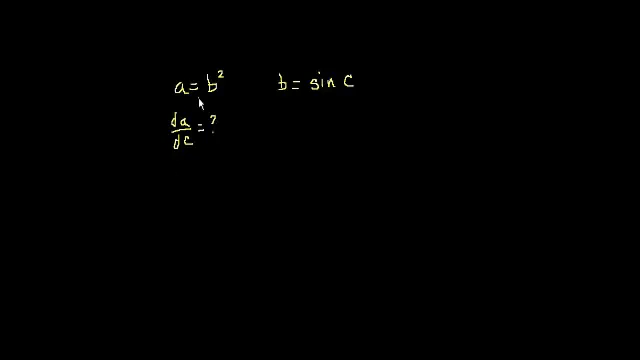 a = b² b = sin c
da/dc = ?